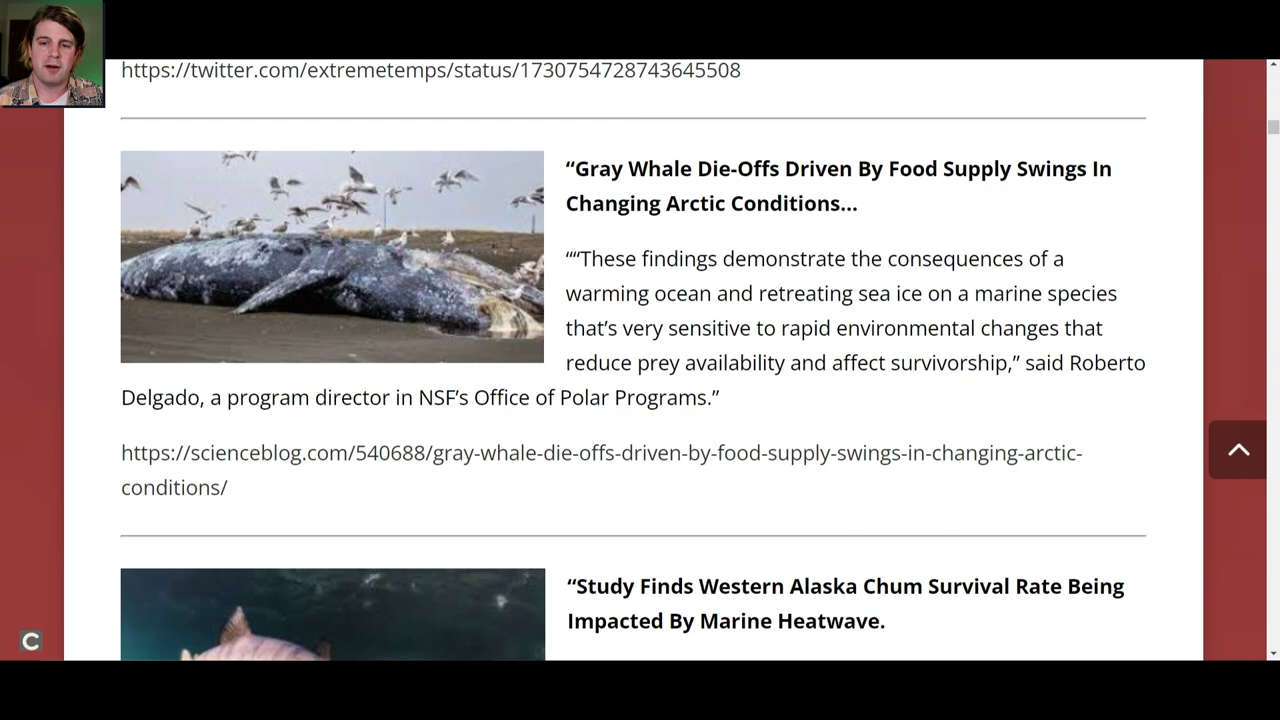 https://twitter.com/extremetemps/status/1730754728743645508
“Gray Whale Die-Offs Driven By Food Supply Swings In
Changing Arctic Conditions…
““These findings demonstrate the consequences of a
warming ocean and retreating sea ice on a marine species
that’s very sensitive to rapid environmental changes that
reduce prey availability and affect survivorship,” said Roberto
Delgado, a program director in NSF’s Office of Polar Programs.”
https://scienceblog.com/540688/gray-whale-die-offs-driven-by-food-supply-swings-in-changing-arctic-
conditions/
“Study Finds Western Alaska Chum Survival Rate Being
Impacted By Marine Heatwave.
C